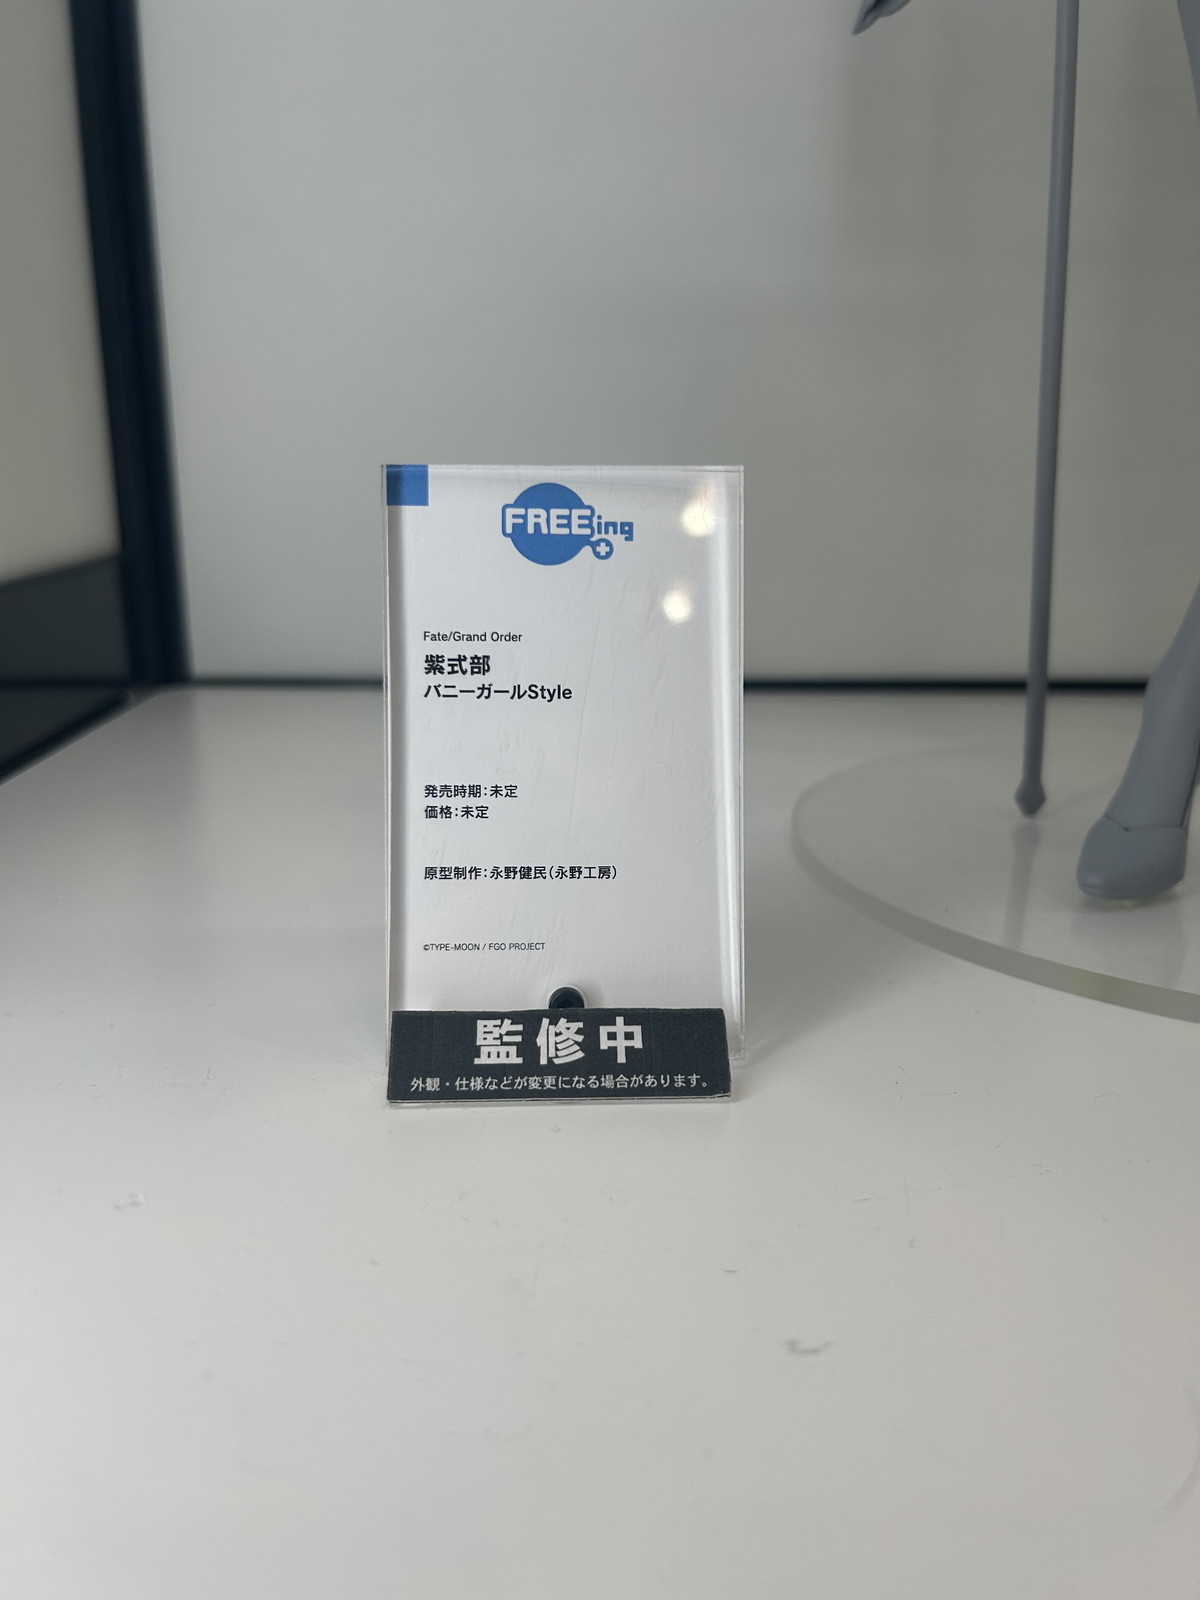 FREEing
Fate/Grand Order
紫式部
バニーガールStyle
発売時期:未定
価格:未定
原型制作:永野健民(永野工房)
©TYPE-MOON / FGO PROJECT
監修中
外観・仕様などが変更になる場合があります。